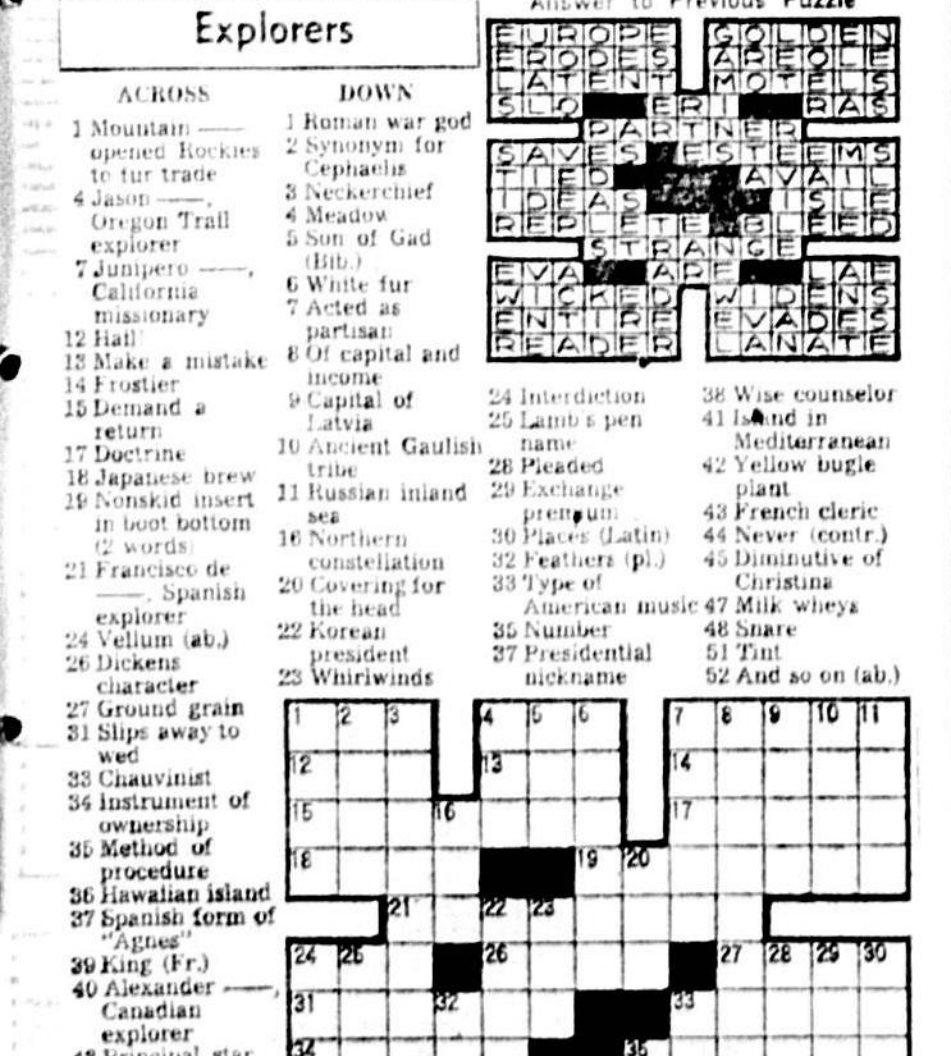 Explorers
ACROSS
1 Mountain ——
opened Rockies
to fur trade
4 Jason ——,
Oregon Trail
explorer
7 Junipero ——,
California
missionary
12 Hail!
13 Make a mistake
14 Frostier
15 Demand a
return
17 Doctrine
18 Japanese brew
19 Nonskid insert
in boot bottom
(2 words)
21 Francisco de
——, Spanish
explorer
24 Vellum (ab.)
26 Dickens
character
27 Ground grain
31 Slips away to
wed
33 Chauvinist
34 Instrument of
ownership
35 Method of
procedure
36 Hawaiian island
37 Spanish form of
"Agnes"
39 King (Fr.)
40 Alexander ——,
Canadian
explorer
Principal star
DOWN
1 Roman war god
2 Synonym for
Cephaelis
3 Neckerchief
4 Meadow
5 Son of Gad
(Bib.)
6 White fur
7 Acted as
partisan
8 Of capital and
income
9 Capital of
Latvia
10 Ancient Gaulish
tribe
11 Russian inland
sea
16 Northern
constellation
20 Covering for
the head
22 Korean
president
23 Whirlwinds
Answer to Previous Puzzle
EUROPE GOLDEN
ERODES AREOLE
LATENT MOTELS
SLO ERI RAS
PARTNER
SAVES ESTEEMS
TIED AVAIL
IDEAS ISLE
REPLETE BLEED
STRANGE
EVA ARE LAE
WICKED WIDENS
ENTIRE EVADES
READER LANATE
24 Interdiction
25 Lamb's pen
name
28 Pleaded
29 Exchange
premium
30 Places (Latin)
32 Feathers (pl.)
33 Type of
American music
35 Number
37 Presidential
nickname
38 Wise counselor
41 Island in
Mediterranean
42 Yellow bugle
plant
43 French cleric
44 Never (contr.)
45 Diminutive of
Christina
47 Milk wheys
48 Snare
51 Tint
52 And so on (ab.)
1 2 3 4 5 6 7 8 9 10 11
12 13 14
15 16 17
18 19 20
21 22 23
24 25 26 27 28 29 30
31 32 33
34 35